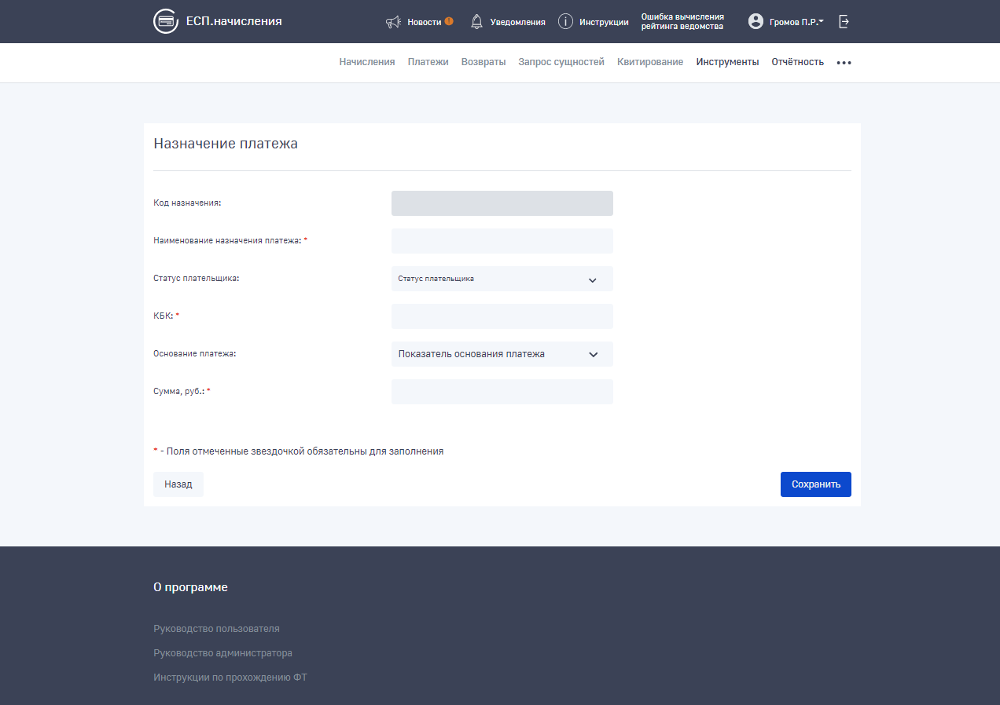 ЕСП.начисления
Новости
Уведомления
Инструкции
Ошибка вычисления
рейтинга ведомства
Громов П.Р.
Начисления Платежи Возвраты Запрос сущностей Квитирование Инструменты Отчётность
Назначение платежа
Код назначения:
Наименование назначения платежа: *
Статус плательщика: Статус плательщика
КБК: *
Основание платежа: Показатель основания платежа
Сумма, руб.: *
* - Поля отмеченные звездочкой обязательны для заполнения
Назад Сохранить
О программе
Руководство пользователя
Руководство администратора
Инструкции по прохождению ФТ